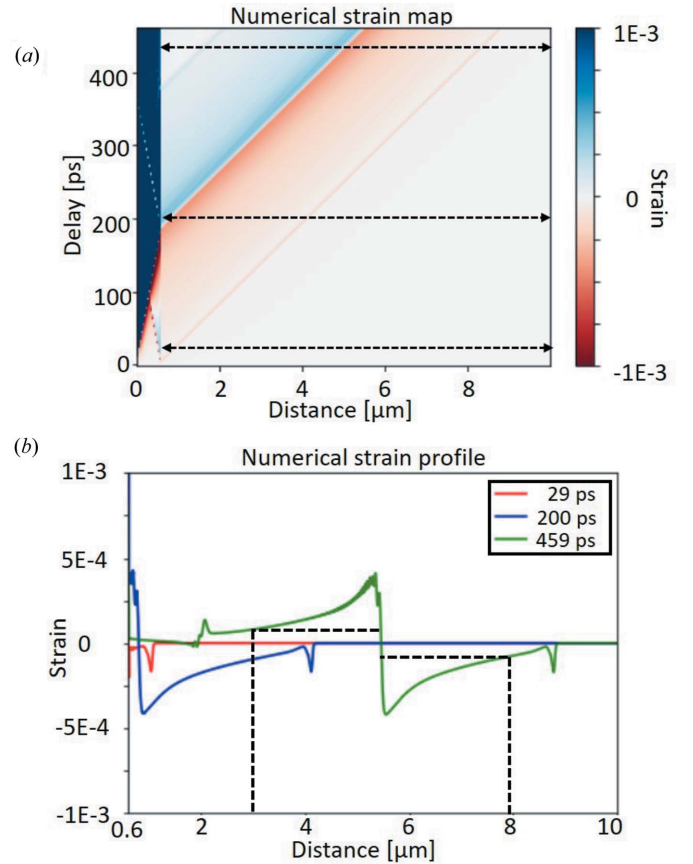 Numerical strain map
(a)
400
300
200
100
0
Delay [ps]
0 2 4 6 8
Distance [µm]
1E-3
0
-1E-3
Strain
(b)
Numerical strain profile
1E-3
5E-4
0
-5E-4
-1E-3
Strain
29 ps
200 ps
459 ps
0.6 2 4 6 8 10
Distance [µm]